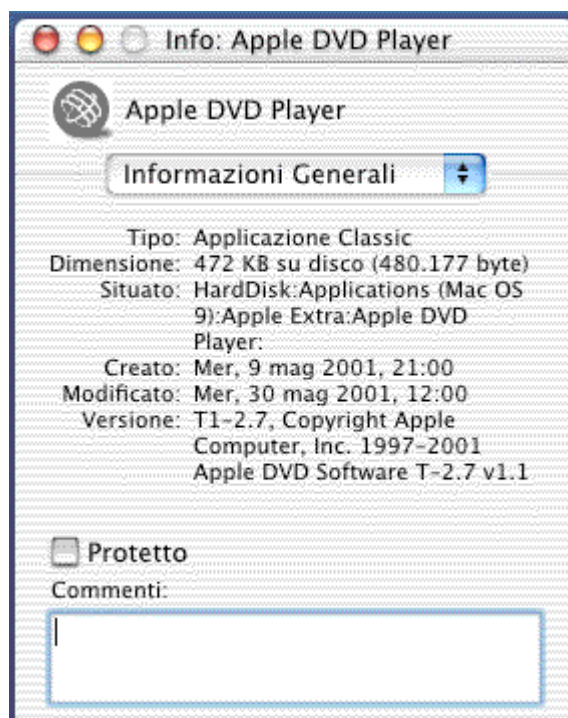 Info: Apple DVD Player
Apple DVD Player
Informazioni Generali
Tipo: Applicazione Classic
Dimensione: 472 KB su disco (480.177 byte)
Situato: HardDisk:Applications (Mac OS
9):Apple Extra:Apple DVD
Player:
Creato: Mer, 9 mag 2001, 21:00
Modificato: Mer, 30 mag 2001, 12:00
Versione: T1-2.7, Copyright Apple
Computer, Inc. 1997-2001
Apple DVD Software T-2.7 v1.1
Protetto
Commenti: